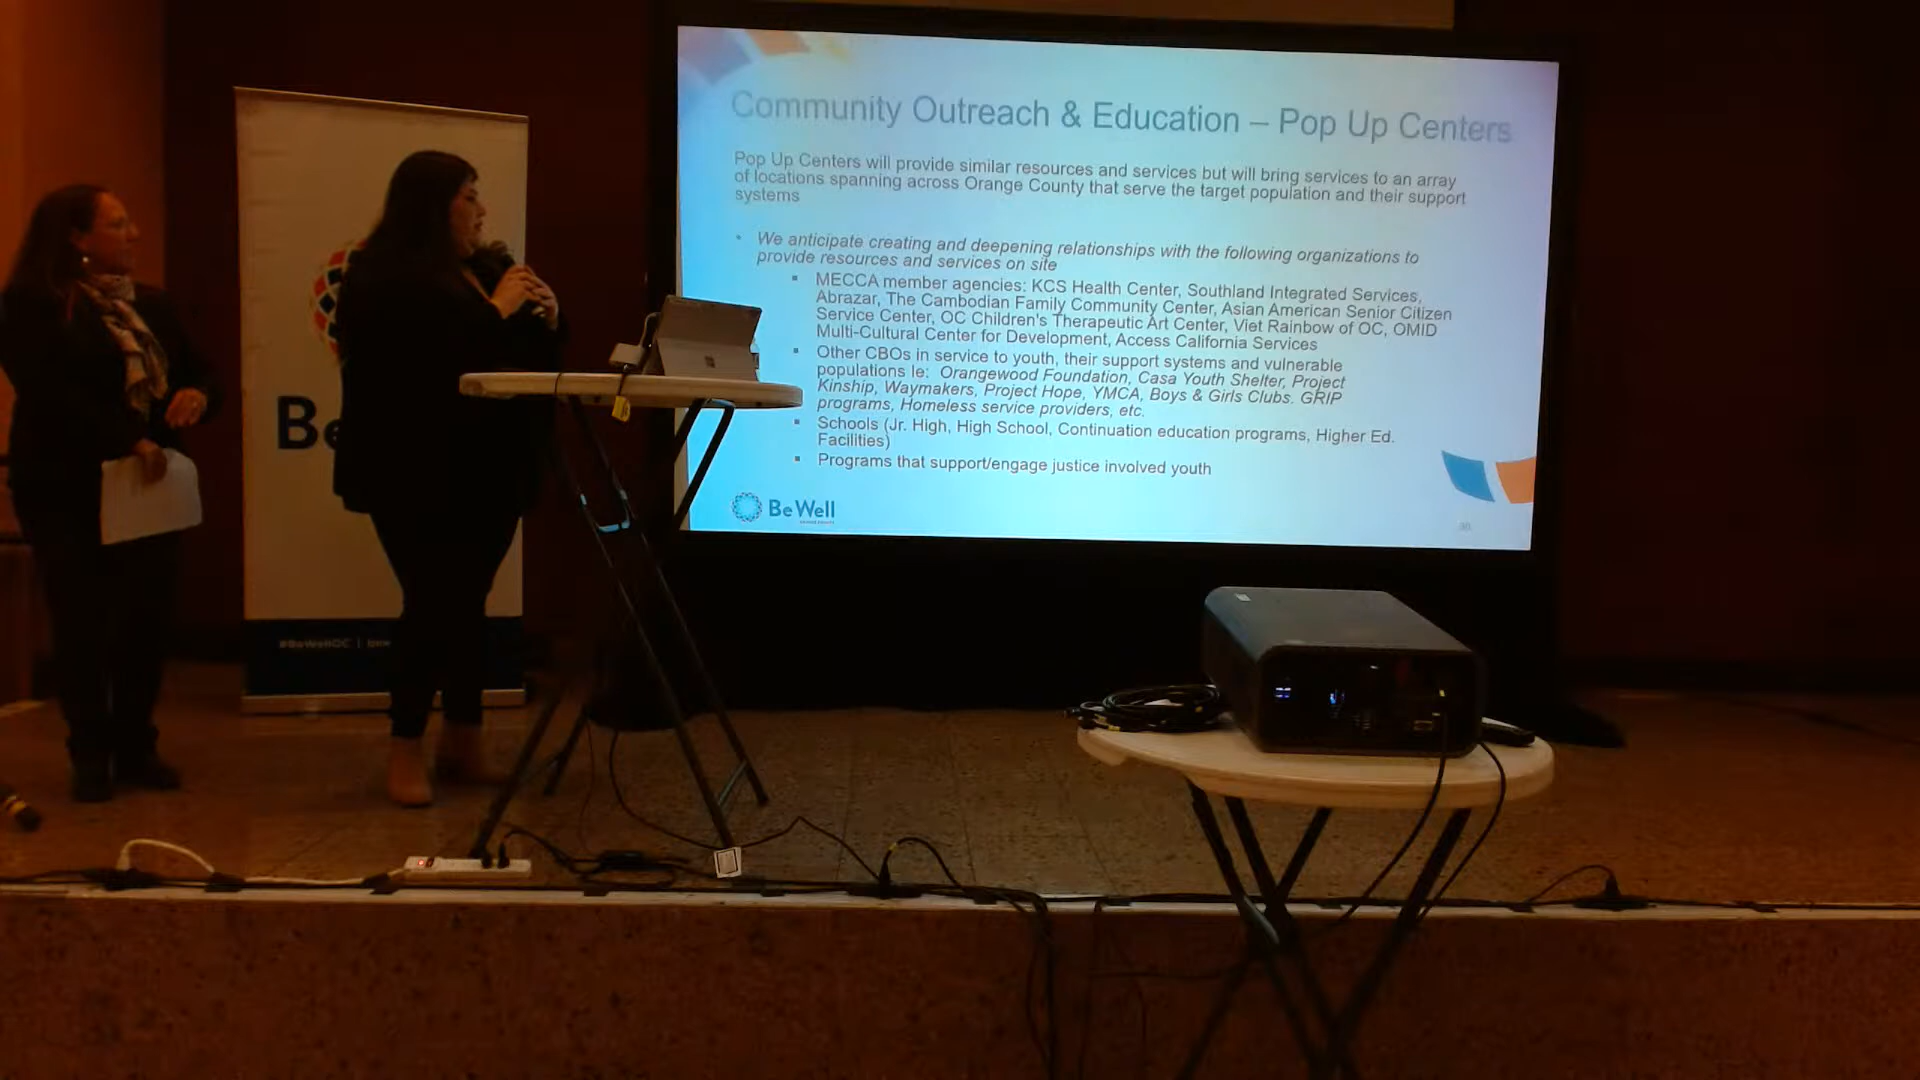 Community Outreach & Education – Pop Up Centers
Pop Up Centers will provide similar resources and services but will bring services to an array
of locations spanning across Orange County that serve the target population and their support
systems
• We anticipate creating and deepening relationships with the following organizations to
provide resources and services on site
▪ MECCA member agencies: KCS Health Center, Southland Integrated Services,
Abrazar, The Cambodian Family Community Center, Asian American Senior Citizen
Service Center, OC Children's Therapeutic Art Center, Viet Rainbow of OC, OMID
Multi-Cultural Center for Development, Access California Services
▪ Other CBOs in service to youth, their support systems and vulnerable
populations Ie: Orangewood Foundation, Casa Youth Shelter, Project
Kinship, Waymakers, Project Hope, YMCA, Boys & Girls Clubs. GRIP
programs, Homeless service providers, etc.
▪ Schools (Jr. High, High School, Continuation education programs, Higher Ed.
Facilities)
▪ Programs that support/engage justice involved youth
Be Well
30
Be
#BeWellOC |